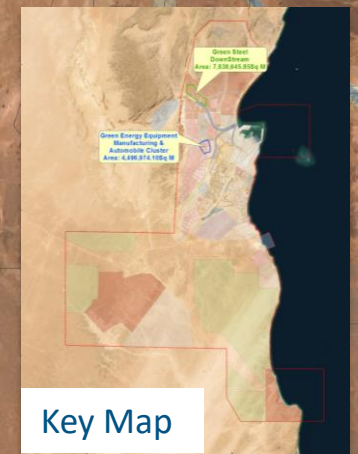 Green Steel
DownStream
Area: 7,838,645.85Sq M
Green Energy Equipment
Manufacturing &
Automobile Cluster
Area: 4,496,974.16Sq M
Key Map